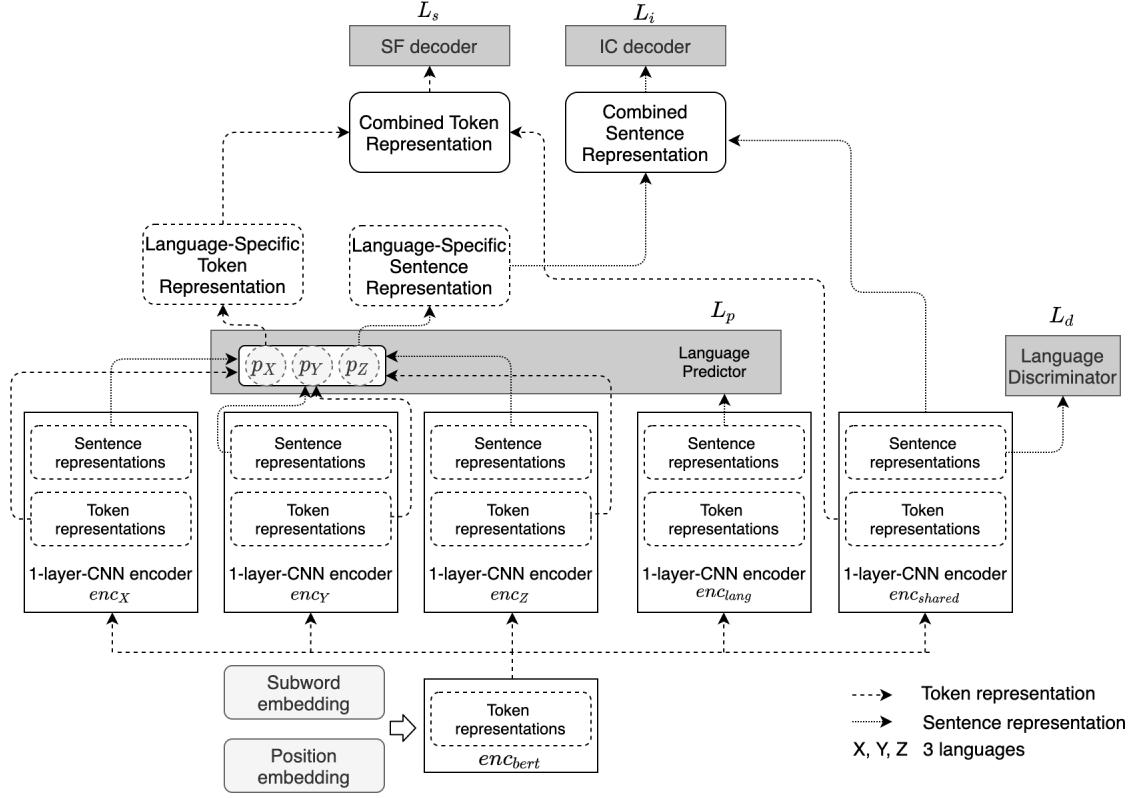 L_s
L_i
SF decoder
IC decoder
Combined Token
Representation
Combined
Sentence
Representation
Language-Specific
Token
Representation
Language-Specific
Sentence
Representation
L_p
L_d
p_X
p_Y
p_Z
Language
Predictor
Language
Discriminator
Sentence
representations
Token
representations
1-layer-CNN encoder
enc_X
Sentence
representations
Token
representations
1-layer-CNN encoder
enc_Y
Sentence
representations
Token
representations
1-layer-CNN encoder
enc_Z
Sentence
representations
Token
representations
1-layer-CNN encoder
enc_lang
Sentence
representations
Token
representations
1-layer-CNN encoder
enc_shared
Subword
embedding
Position
embedding
Token
representations
enc_bert
Token representation
Sentence representation
X, Y, Z 3 languages